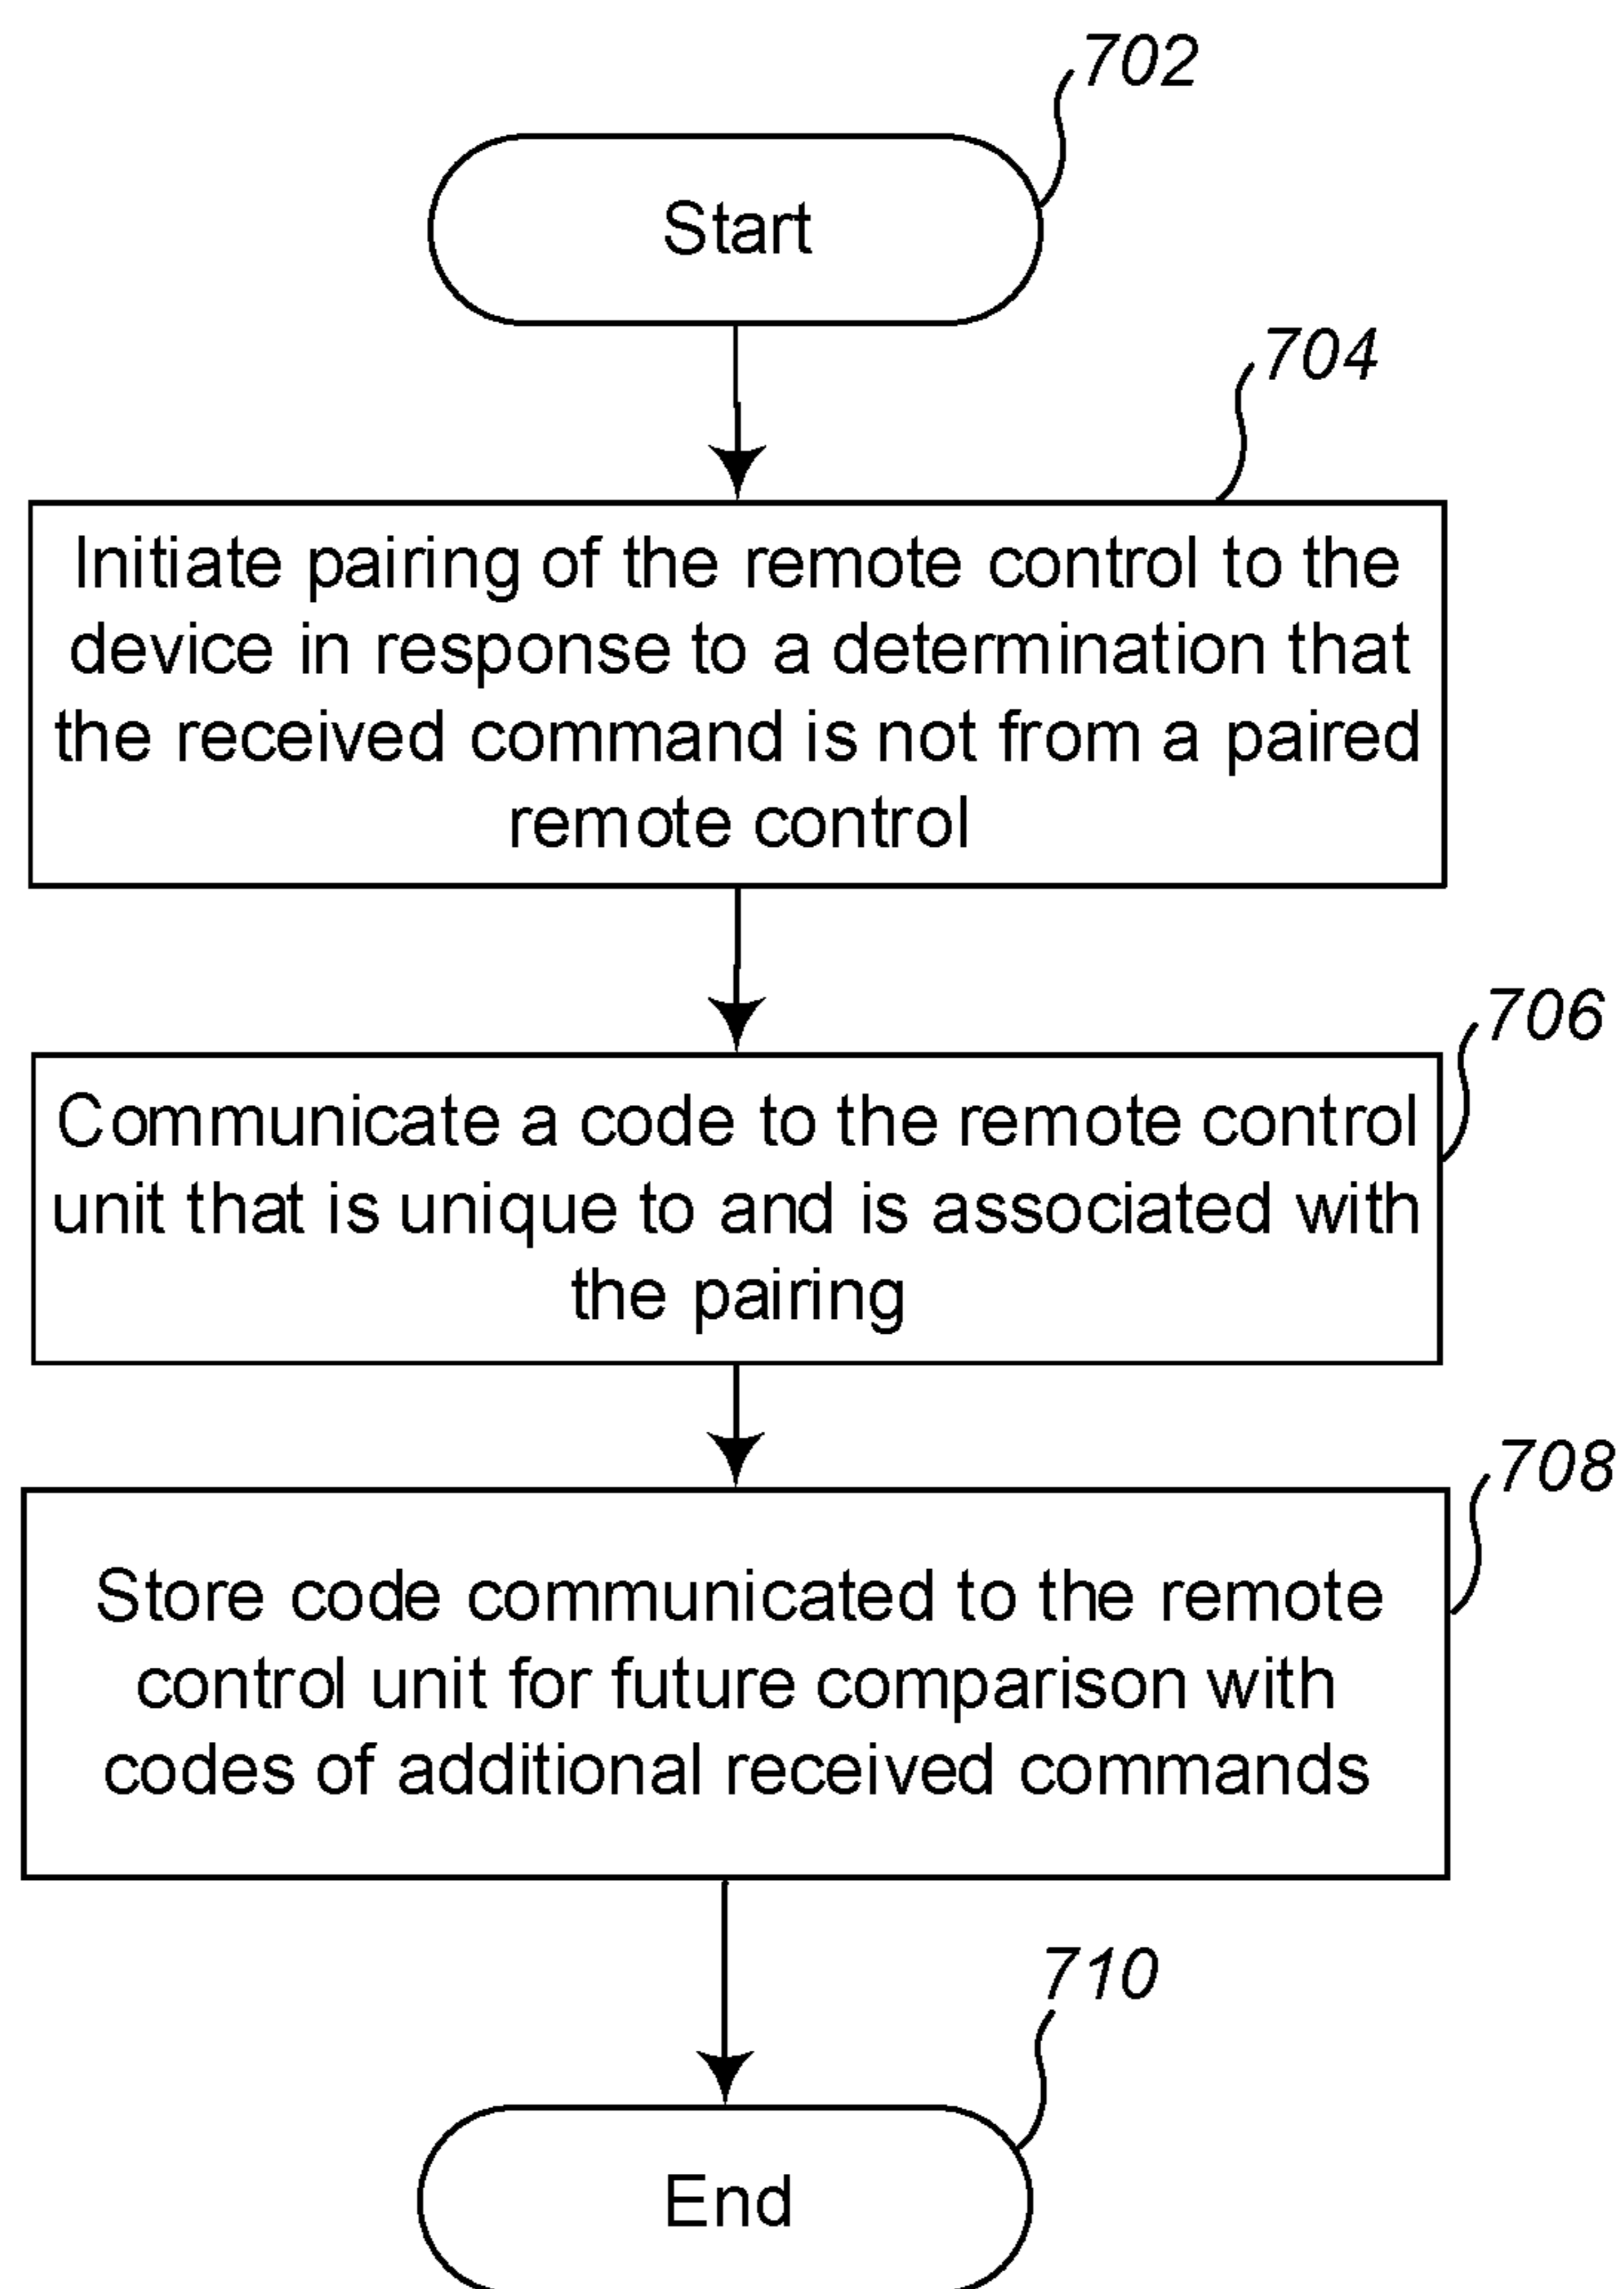 702
Start
704
Initiate pairing of the remote control to the
device in response to a determination that
the received command is not from a paired
remote control
706
Communicate a code to the remote control
unit that is unique to and is associated with
the pairing
708
Store code communicated to the remote
control unit for future comparison with
codes of additional received commands
710
End